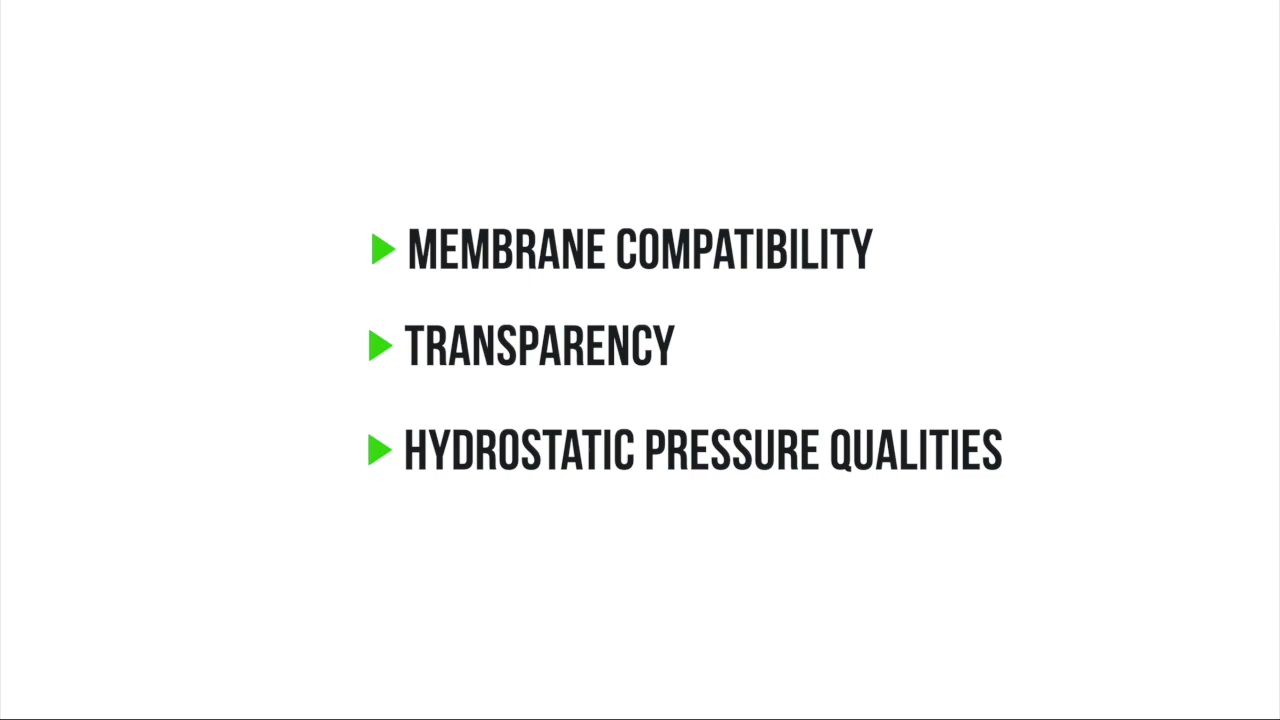 MEMBRANE COMPATIBILITY
TRANSPARENCY
HYDROSTATIC PRESSURE QUALITIES